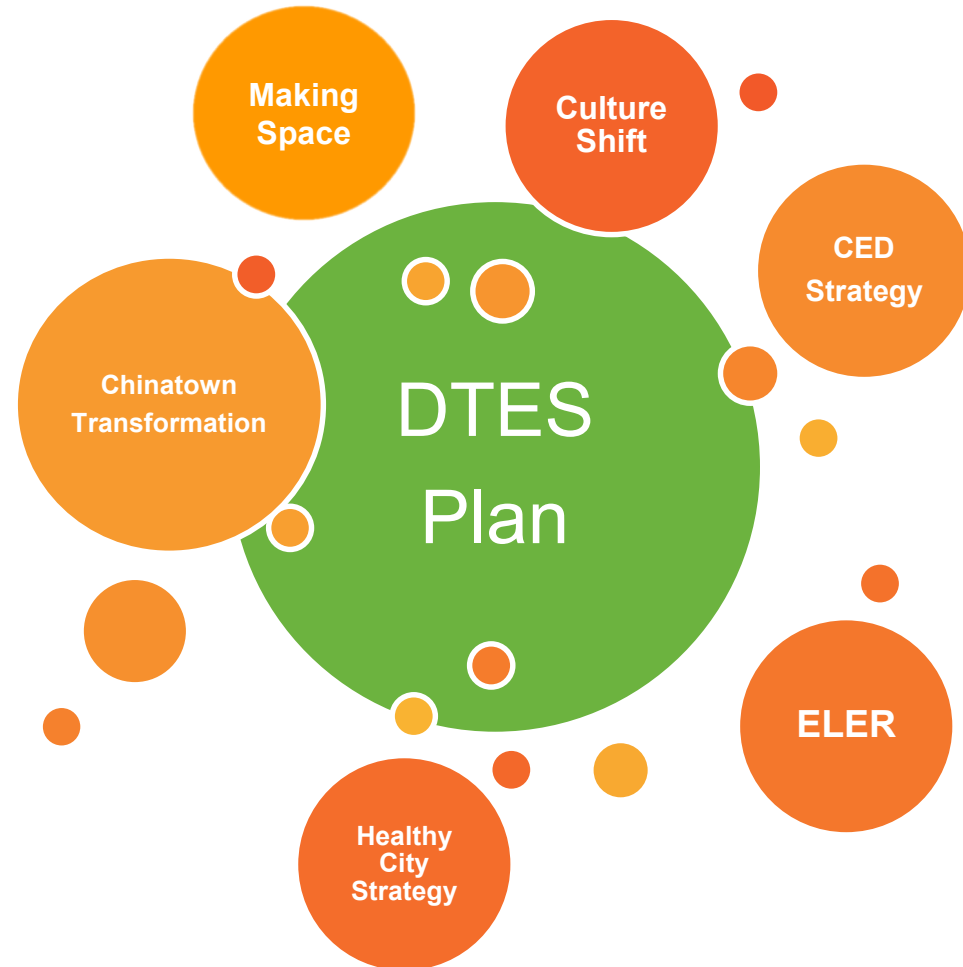 Making
Space
Culture
Shift
CED
Strategy
Chinatown
Transformation
DTES
Plan
ELER
Healthy
City
Strategy